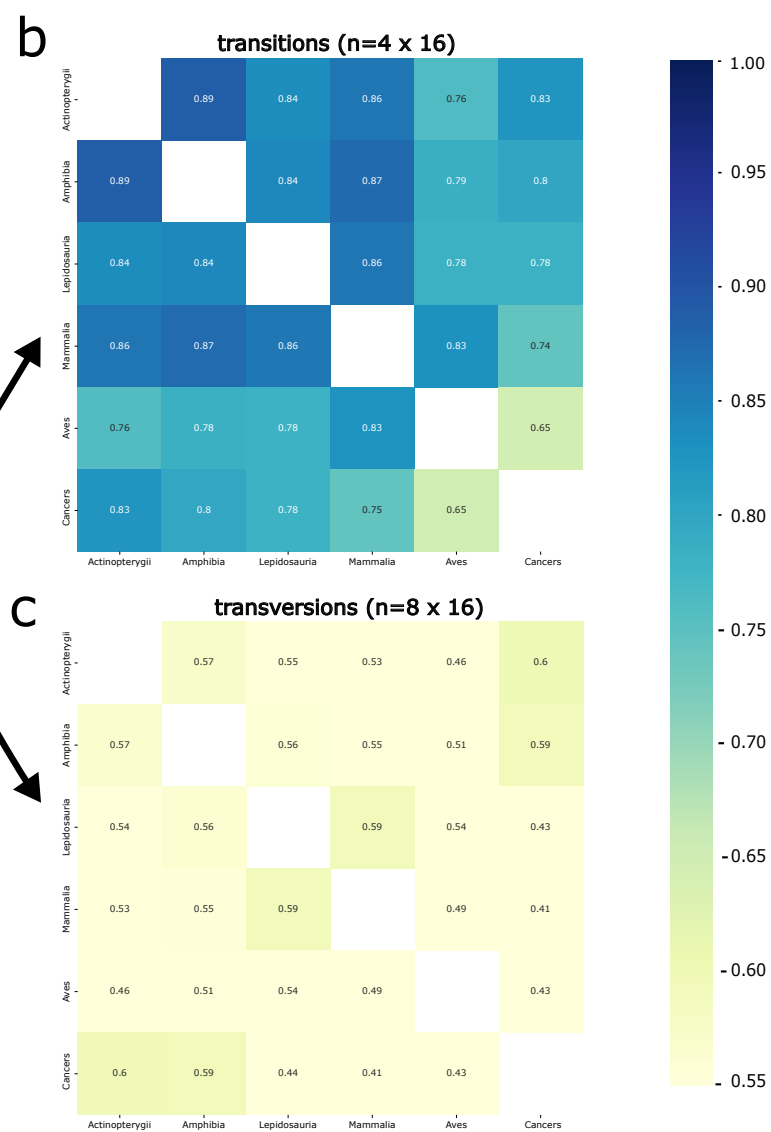 b
transitions (n=4 x 16)
Actinopterygii 0.89 0.84 0.86 0.76 0.83
Amphibia 0.89 0.84 0.87 0.79 0.8
Lepidosauria 0.84 0.84 0.86 0.78 0.78
Mammalia 0.86 0.87 0.86 0.83 0.74
Aves 0.76 0.78 0.78 0.83 0.65
Cancers 0.83 0.8 0.78 0.75 0.65
Actinopterygii Amphibia Lepidosauria Mammalia Aves Cancers
c
transversions (n=8 x 16)
Actinopterygii 0.57 0.55 0.53 0.46 0.6
Amphibia 0.57 0.56 0.55 0.51 0.59
Lepidosauria 0.54 0.56 0.59 0.54 0.43
Mammalia 0.53 0.55 0.59 0.49 0.41
Aves 0.46 0.51 0.54 0.49 0.43
Cancers 0.6 0.59 0.44 0.41 0.43
Actinopterygii Amphibia Lepidosauria Mammalia Aves Cancers
1.00
0.95
0.90
0.85
0.80
0.75
0.70
0.65
0.60
0.55